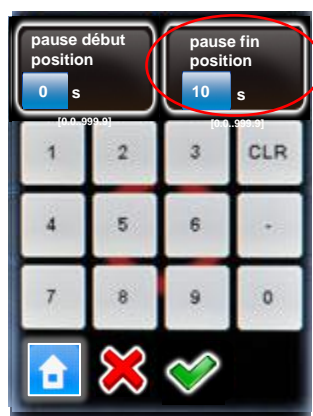 pause début
position
0 s
[0.0..999.9]
pause fin
position
10 s
[0.0..999.9]
1 2 3 CLR
4 5 6 -
7 8 9 0